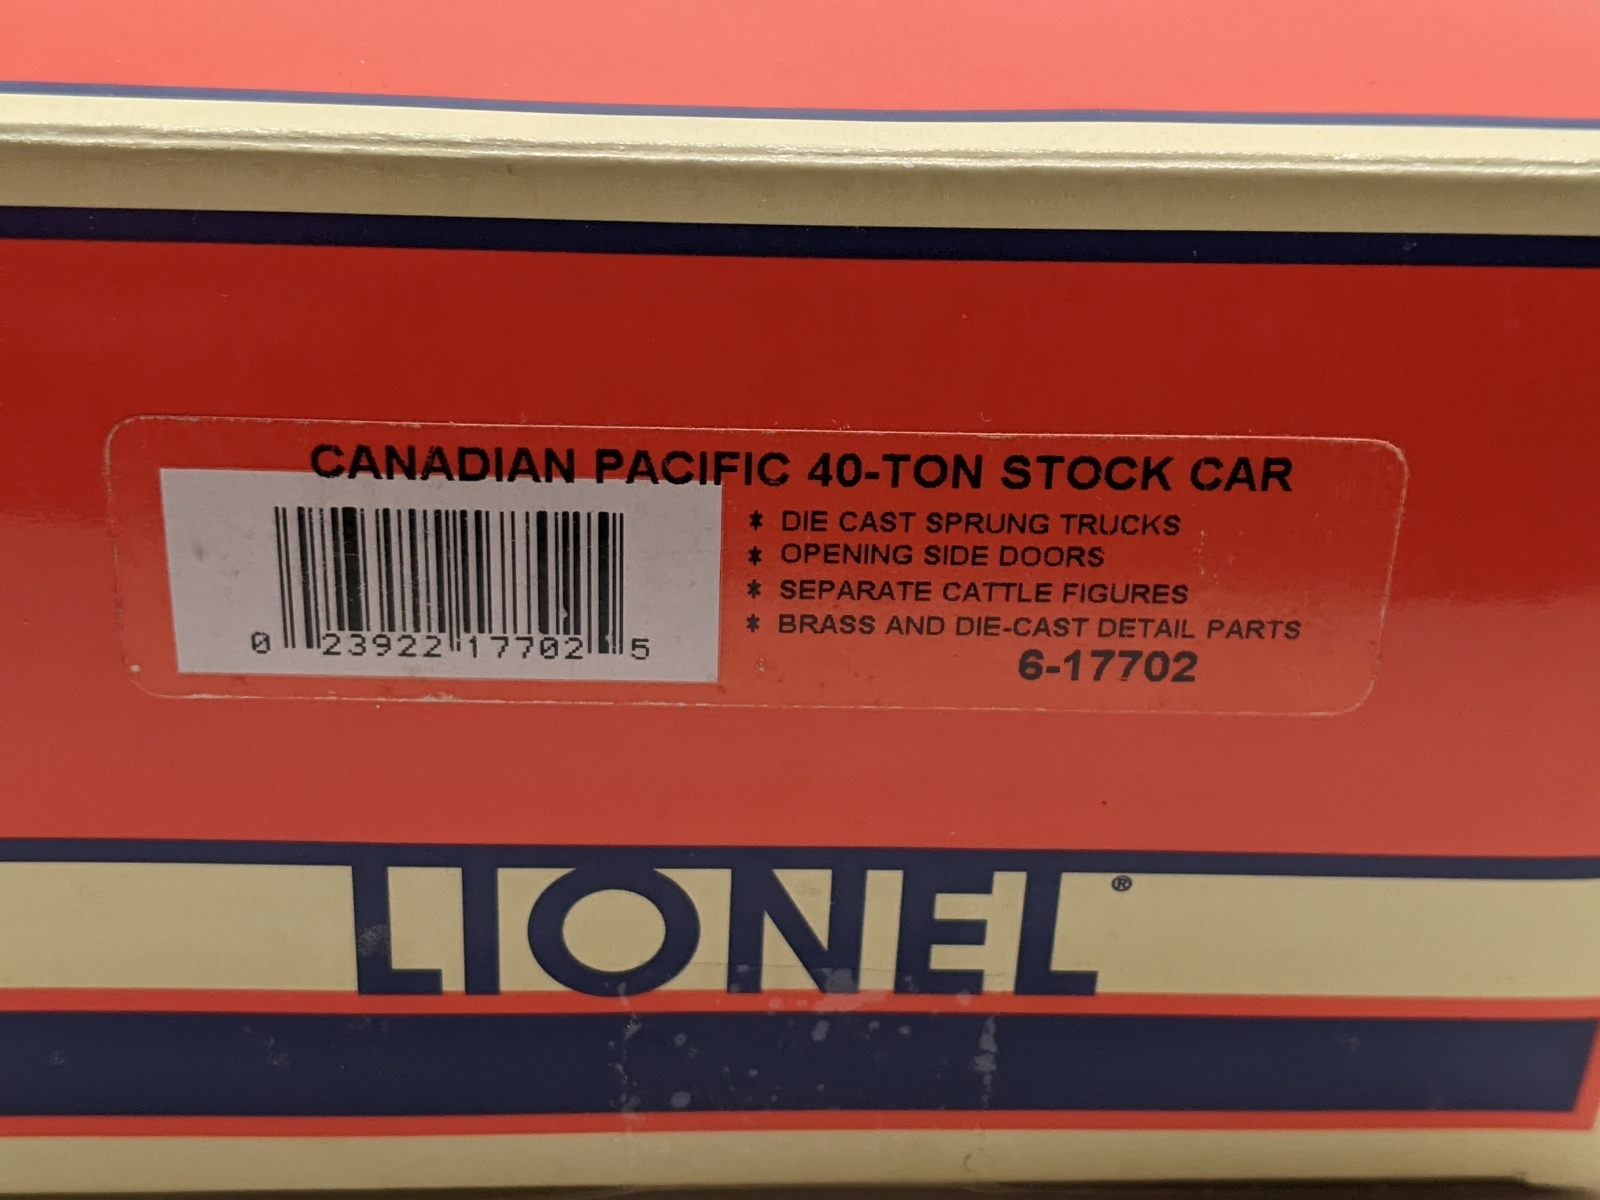 CANADIAN PACIFIC 40-TON STOCK CAR
* DIE CAST SPRUNG TRUCKS
* OPENING SIDE DOORS
* SEPARATE CATTLE FIGURES
* BRASS AND DIE-CAST DETAIL PARTS
0 23922 17702 5
6-17702
LIONEL®